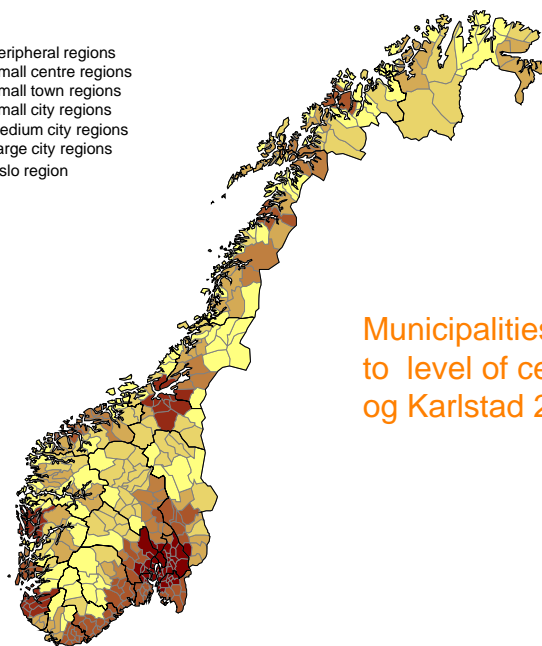 eripheral regions
mall centre regions
mall town regions
mall city regions
edium city regions
arge city regions
slo region
Municipalities
to level of ce
og Karlstad 2